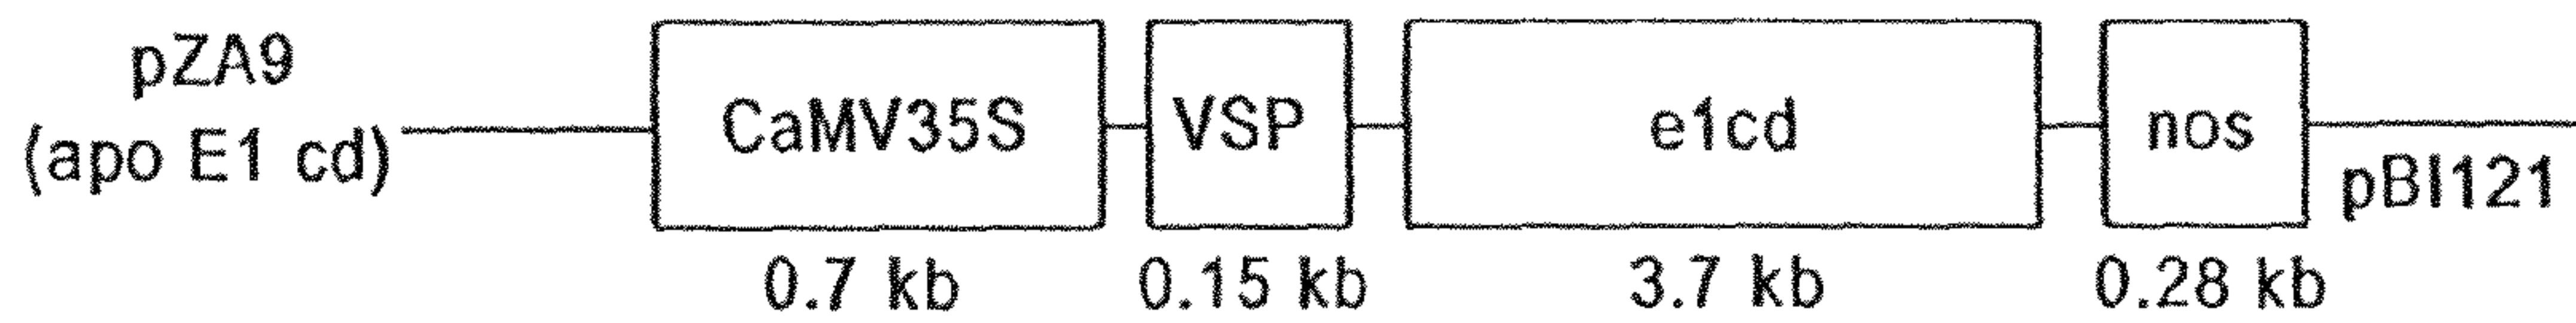 pZA9
(apo E1 cd)
CaMV35S
VSP
e1cd
nos
pBI121
0.7 kb
0.15 kb
3.7 kb
0.28 kb